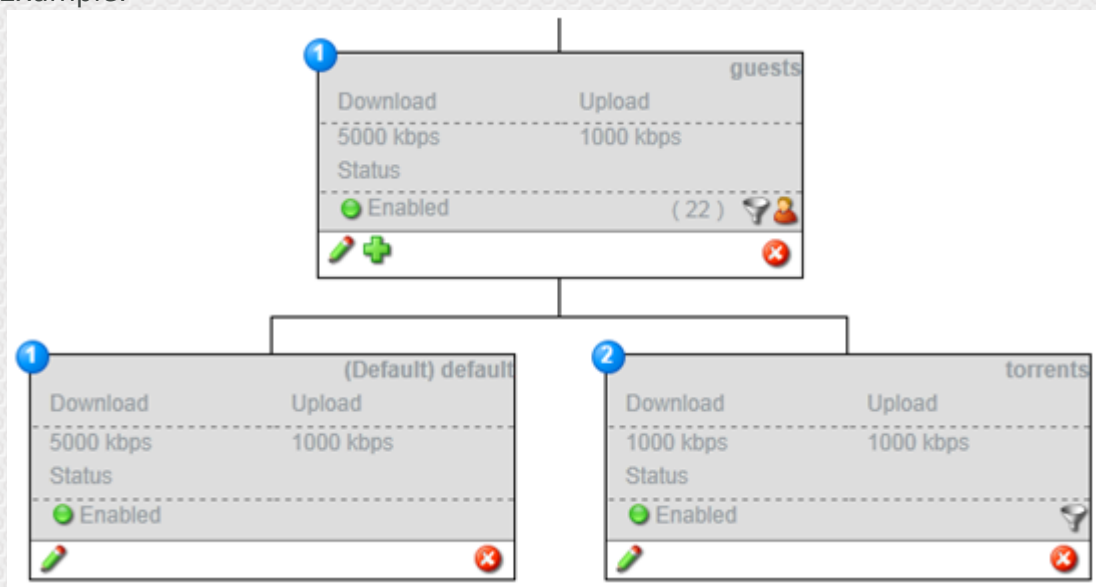 Example:
1
guests
Download Upload
5000 kbps 1000 kbps
Status
Enabled ( 22 )
1
(Default) default
Download Upload
5000 kbps 1000 kbps
Status
Enabled
2
torrents
Download Upload
1000 kbps 1000 kbps
Status
Enabled